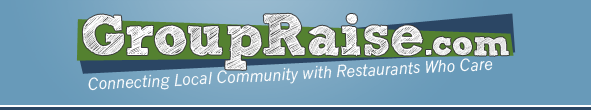 GroupRaise.com
Connecting Local Community with Restaurants Who Care